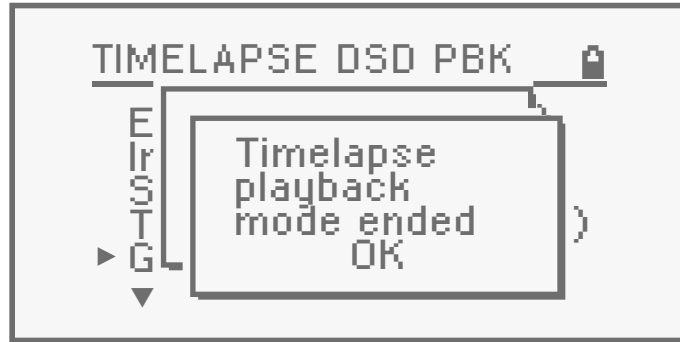 TIMELAPSE DSD PBK
E
Ir
S
T )
G
Timelapse
playback
mode ended
OK